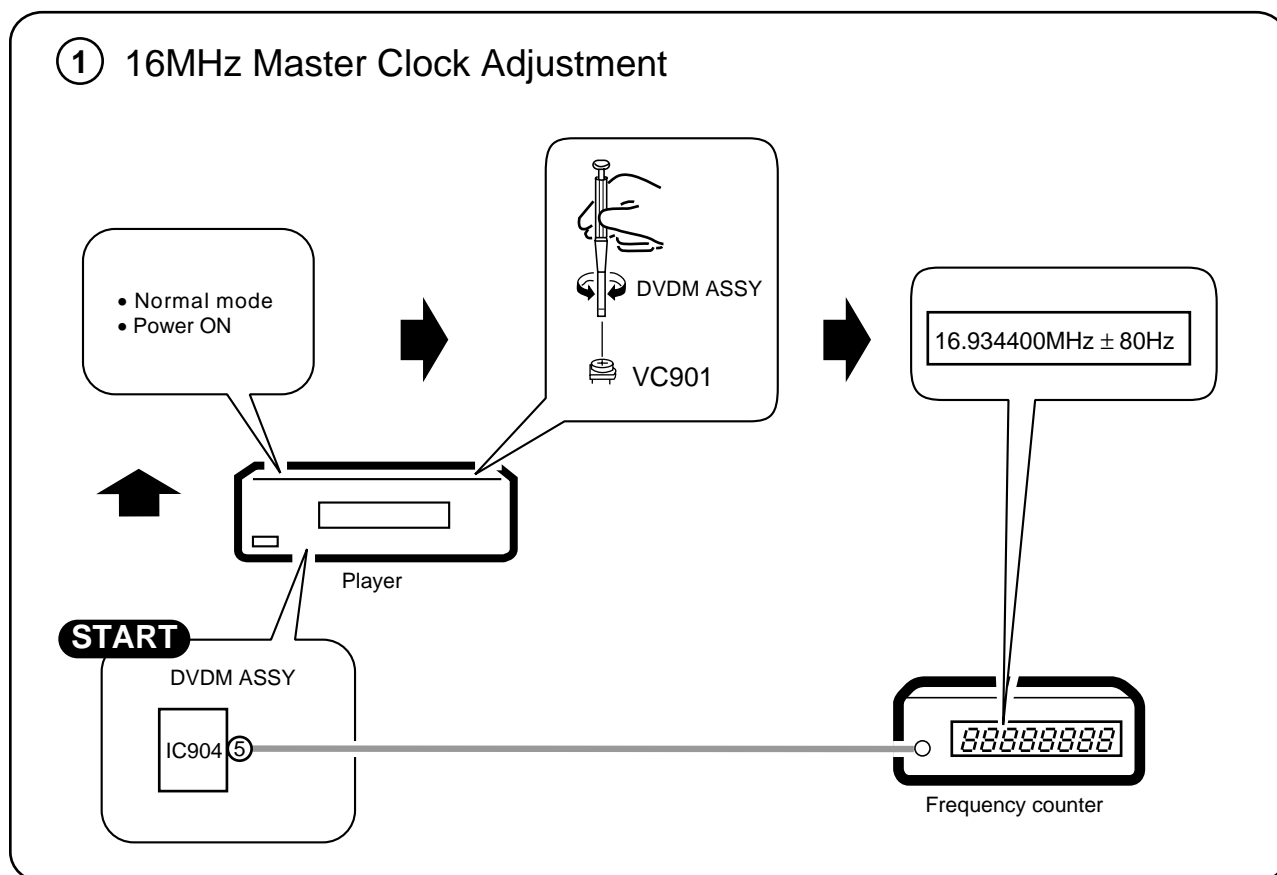 1 16MHz Master Clock Adjustment
• Normal mode
• Power ON
DVDM ASSY
VC901
16.934400MHz ± 80Hz
Player
START
DVDM ASSY
IC904 5
88888888
Frequency counter